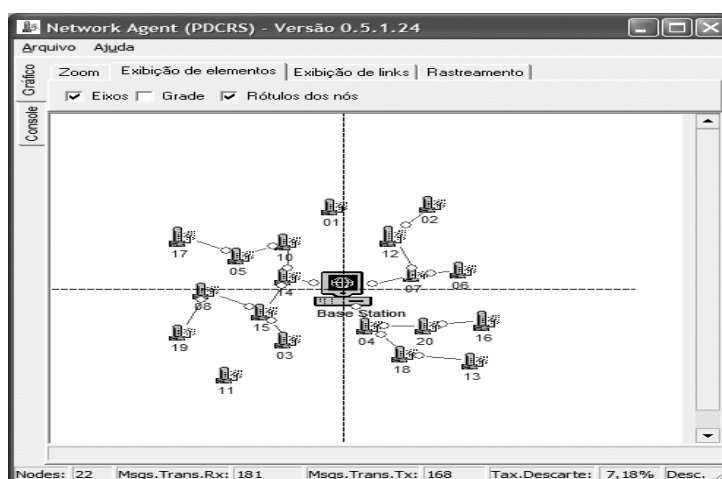 Network Agent (PDCRS) - Versão 0.5.1.24
Arquivo Ajuda
Gráfico
Console
Zoom Exibição de elementos Exibição de links Rastreamento
Eixos Grade Rótulos dos nós
01
02
17
05
10
12
14
07
06
08
Base Station
15
04
20
16
19
03
18
13
11
Nodes: 22 Msgs.Trans.Rx: 181 Msgs.Trans.Tx: 168 Tax.Descarte: 7,18% Desc.